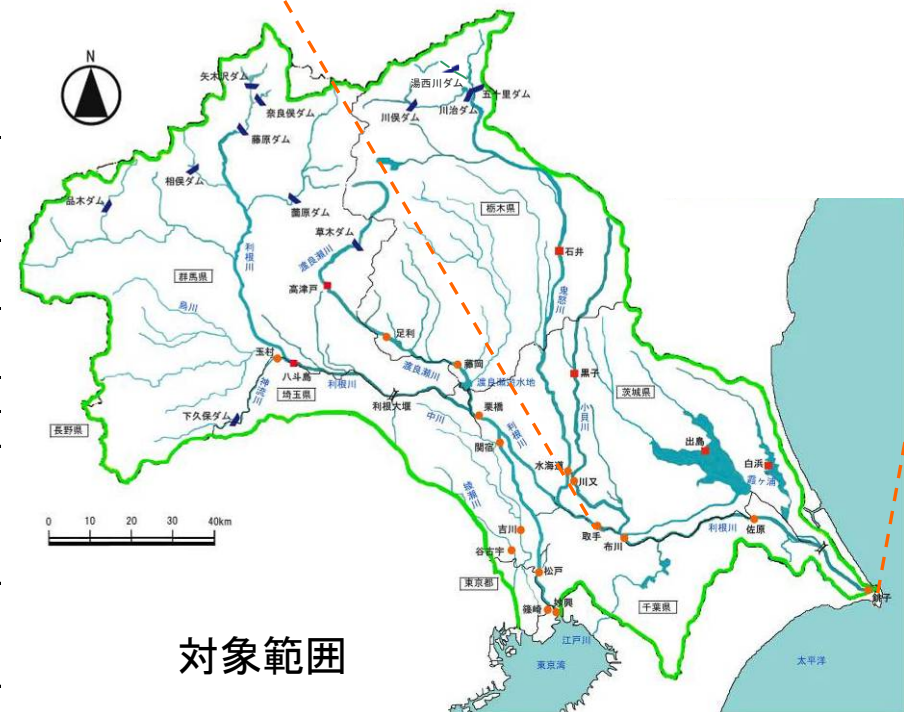 N
湯西川ダム
矢木沢ダム
五十里ダム
奈良俣ダム
川俣ダム
川治ダム
藤原ダム
相俣ダム
品木ダム
薗原ダム
栃木県
草木ダム
利根川
渡良瀬川
石井
群馬県
高津戸
鬼怒川
烏川
足利
玉村
八斗島
藤岡
渡良瀬川
渡良瀬遊水地
黒子
利根川
神流川
埼玉県
利根大堰
栗橋
茨城県
下久保ダム
中川
利根川
小貝川
長野県
関宿
出島
水海道
白浜
川又
霞ヶ浦
綾瀬川
0 10 20 30 40km
吉川
取手
布川
利根川
佐原
谷古宇
松戸
東京都
銚子
篠崎
妙典
千葉県
江戸川
対象範囲
東京湾
太平洋